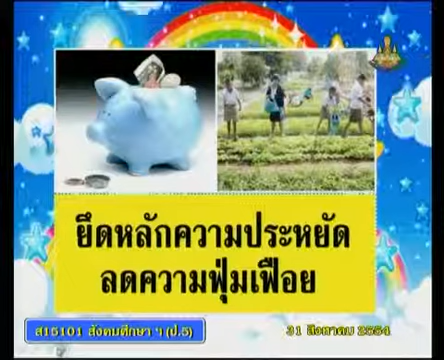 ยึดหลักความประหยัด
ลดความฟุ่มเฟือย
ส15101 สังคมศึกษา ฯ (ป.5)
31 สิงหาคม 2554